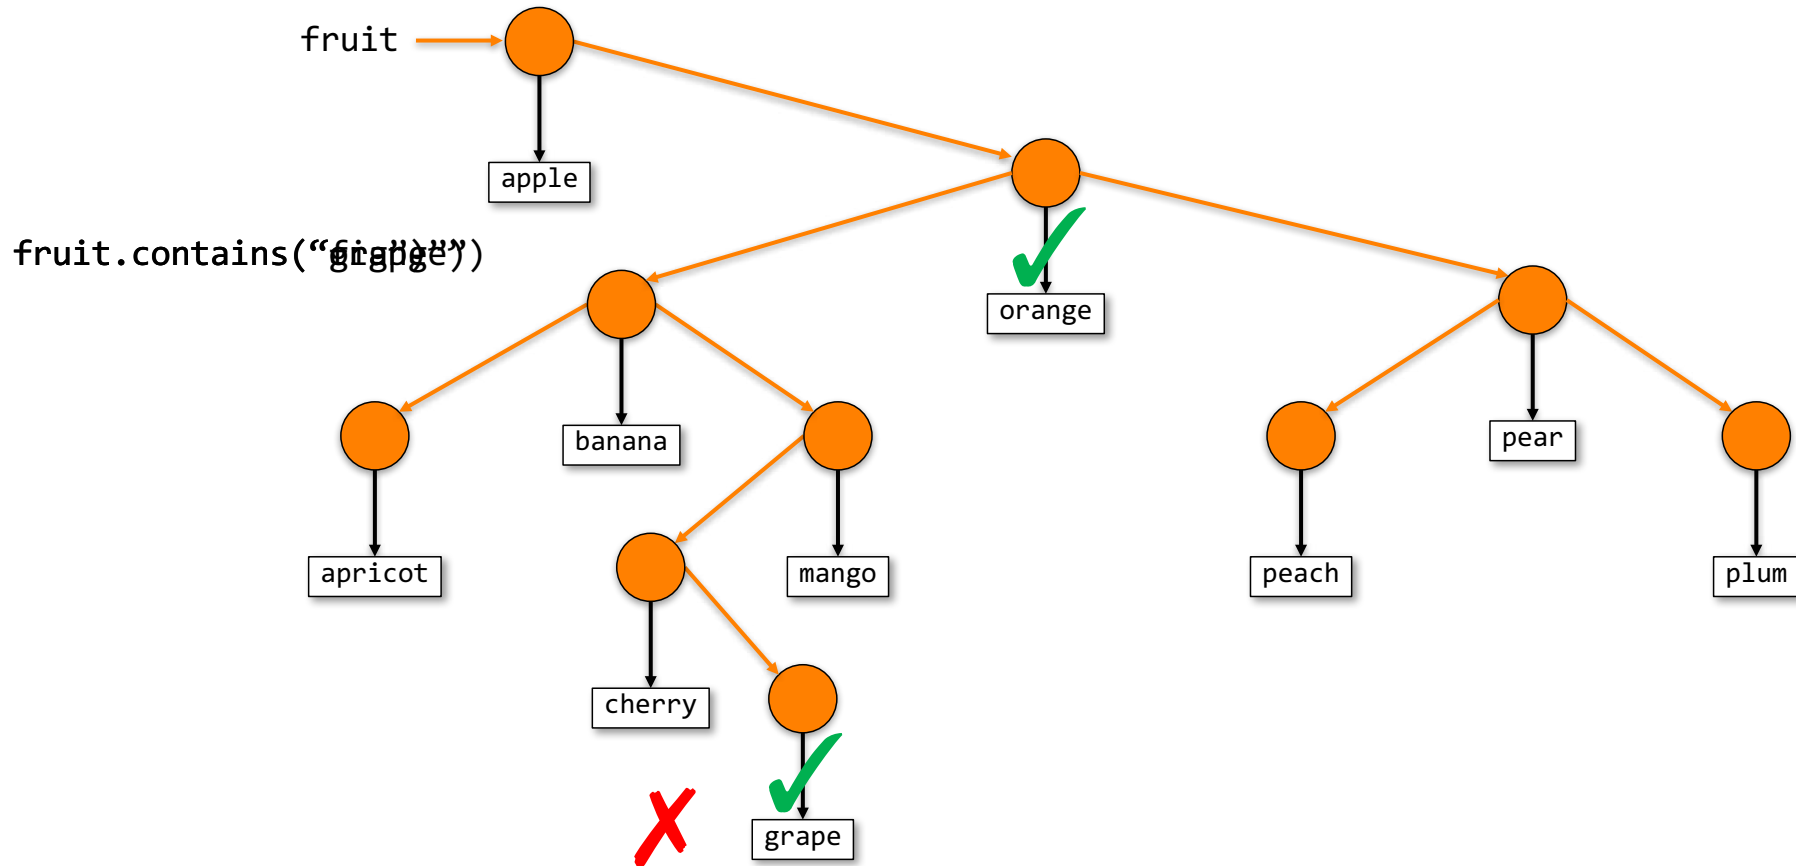 fruit
apple
fruit.contains(
orange
banana
pear
apricot
mango
peach
plum
cherry
grape